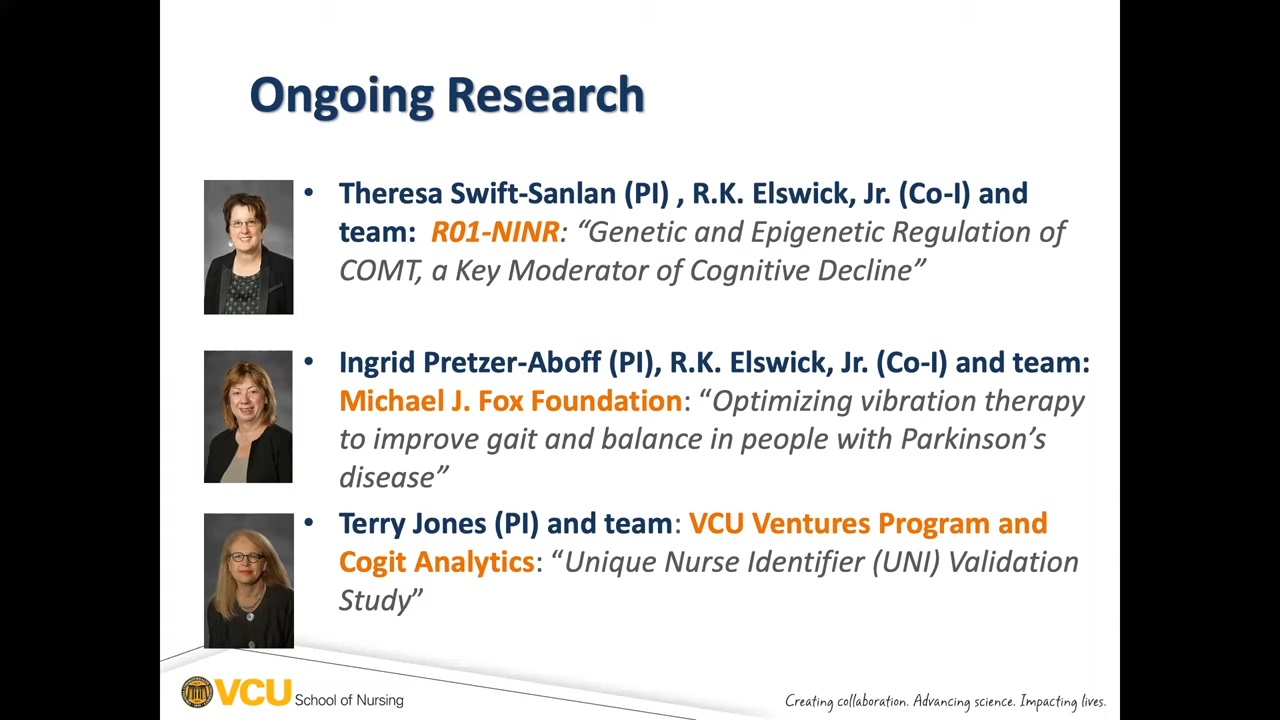 Ongoing Research
• Theresa Swift-Sanlan (PI) , R.K. Elswick, Jr. (Co-I) and
team: R01-NINR: “Genetic and Epigenetic Regulation of
COMT, a Key Moderator of Cognitive Decline”
• Ingrid Pretzer-Aboff (PI), R.K. Elswick, Jr. (Co-I) and team:
Michael J. Fox Foundation: “Optimizing vibration therapy
to improve gait and balance in people with Parkinson’s
disease”
• Terry Jones (PI) and team: VCU Ventures Program and
Cogit Analytics: “Unique Nurse Identifier (UNI) Validation
Study”
VCU School of Nursing
Creating collaboration. Advancing science. Impacting lives.